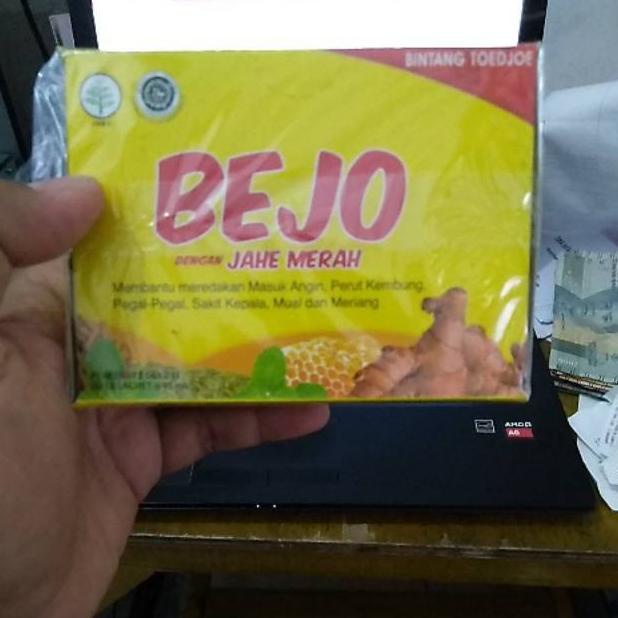 BINTANG TOEDJOE
BEJO
DENGAN JAHE MERAH
Membantu meredakan Masuk Angin, Perut Kembung,
Pegal-Pegal, Sakit Kepala, Mual dan Meriang
AMD
A6